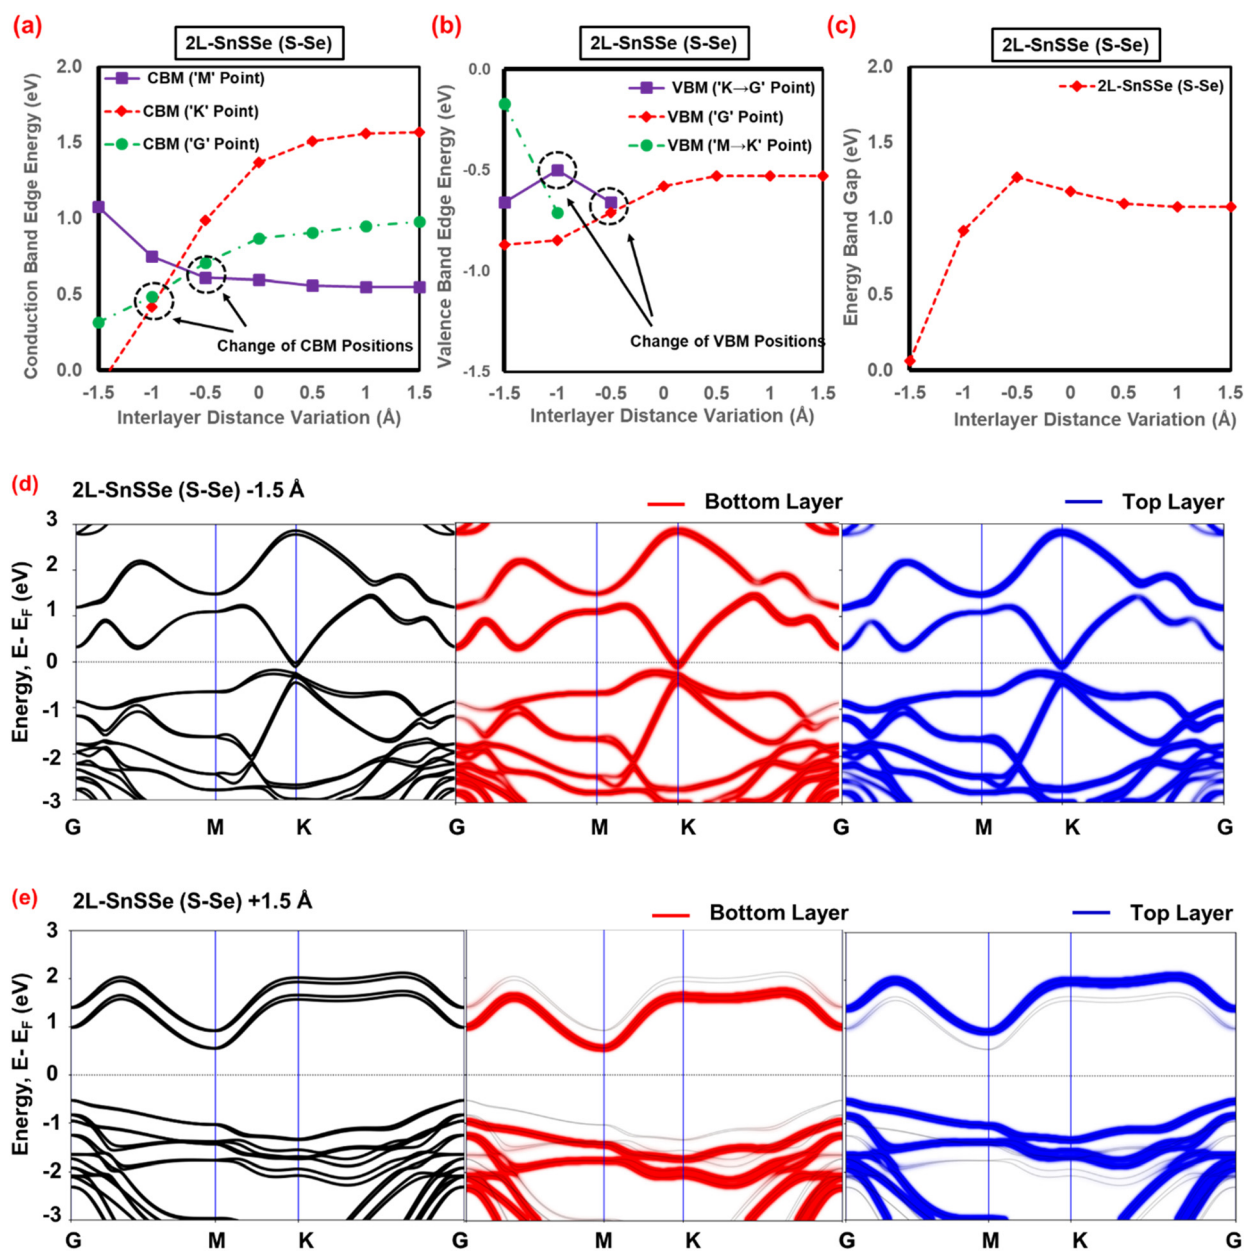 (a)
2L-SnSSe (S-Se)
2.0
1.5
1.0
0.5
0.0
Conduction Band Edge Energy (eV)
CBM ('M' Point)
CBM ('K' Point)
CBM ('G' Point)
Change of CBM Positions
-1.5 -1 -0.5 0 0.5 1 1.5
Interlayer Distance Variation (Å)
(b)
2L-SnSSe (S-Se)
0.0
-0.5
-1.0
-1.5
Valence Band Edge Energy (eV)
VBM ('K→G' Point)
VBM ('G' Point)
VBM ('M→K' Point)
Change of VBM Positions
-1.5 -1 -0.5 0 0.5 1 1.5
Interlayer Distance Variation (Å)
(c)
2L-SnSSe (S-Se)
2.0
1.5
1.0
0.5
0.0
Energy Band Gap (eV)
2L-SnSSe (S-Se)
-1.5 -1 -0.5 0 0.5 1 1.5
Interlayer Distance Variation (Å)
(d)
2L-SnSSe (S-Se) -1.5 Å
Bottom Layer
Top Layer
Energy, E- EF (eV)
3
2
1
0
-1
-2
-3
G M K G M K G M K G
(e)
2L-SnSSe (S-Se) +1.5 Å
Bottom Layer
Top Layer
Energy, E- EF (eV)
3
2
1
0
-1
-2
-3
G M K G M K G M K G